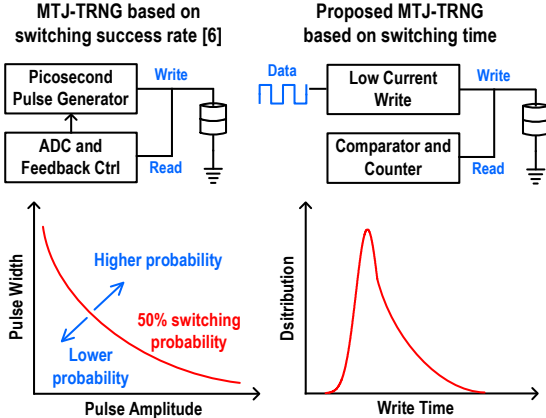 MTJ-TRNG based on
switching success rate [6]
Picosecond
Pulse Generator
Write
ADC and
Feedback Ctrl
Read
Pulse Width
Higher probability
50% switching
probability
Lower
probability
Pulse Amplitude
Proposed MTJ-TRNG
based on switching time
Data
Low Current
Write
Write
Comparator and
Counter
Read
Dsitribution
Write Time